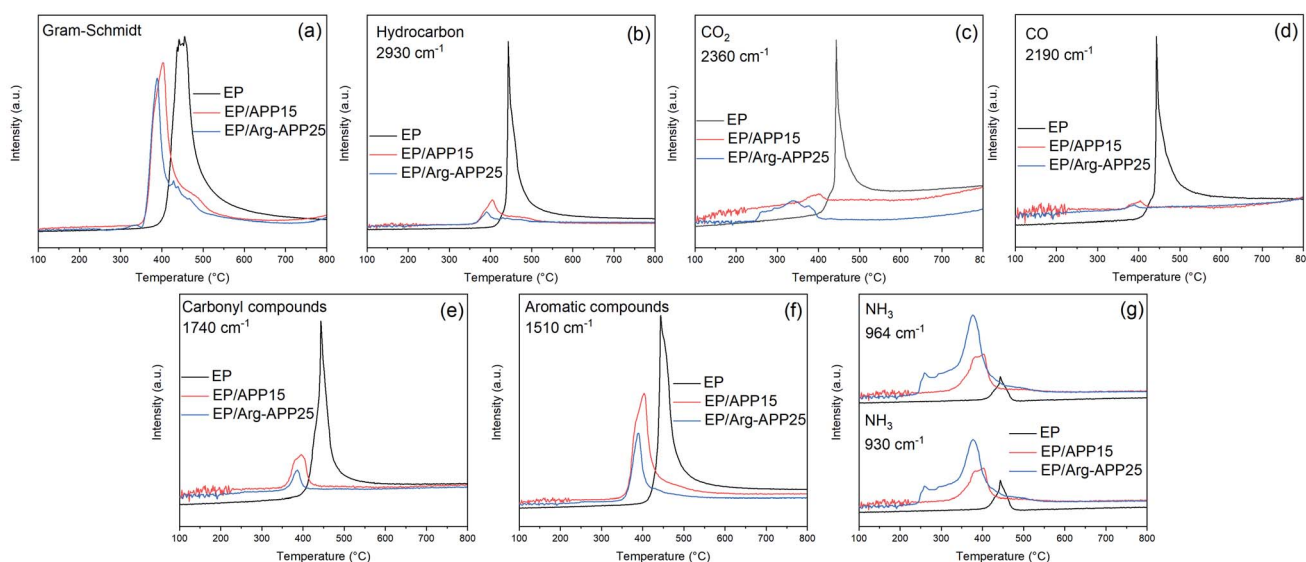 Gram-Schmidt
(a)
EP
EP/APP15
EP/Arg-APP25
Intensity (a.u.)
100 200 300 400 500 600 700 800
Temperature (°C)
Hydrocarbon
2930 cm⁻¹
(b)
EP
EP/APP15
EP/Arg-APP25
Intensity (a.u.)
100 200 300 400 500 600 700 800
Temperature (°C)
CO₂
2360 cm⁻¹
(c)
EP
EP/APP15
EP/Arg-APP25
Intensity (a.u.)
100 200 300 400 500 600 700 800
Temperature (°C)
CO
2190 cm⁻¹
(d)
EP
EP/APP15
EP/Arg-APP25
Intensity (a.u.)
100 200 300 400 500 600 700 800
Temperature (°C)
Carbonyl compounds
1740 cm⁻¹
(e)
EP
EP/APP15
EP/Arg-APP25
Intensity (a.u.)
100 200 300 400 500 600 700 800
Temperature (°C)
Aromatic compounds
1510 cm⁻¹
(f)
EP
EP/APP15
EP/Arg-APP25
Intensity (a.u.)
100 200 300 400 500 600 700 800
Temperature (°C)
NH₃
964 cm⁻¹
(g)
NH₃
930 cm⁻¹
EP
EP/APP15
EP/Arg-APP25
Intensity (a.u.)
100 200 300 400 500 600 700 800
Temperature (°C)